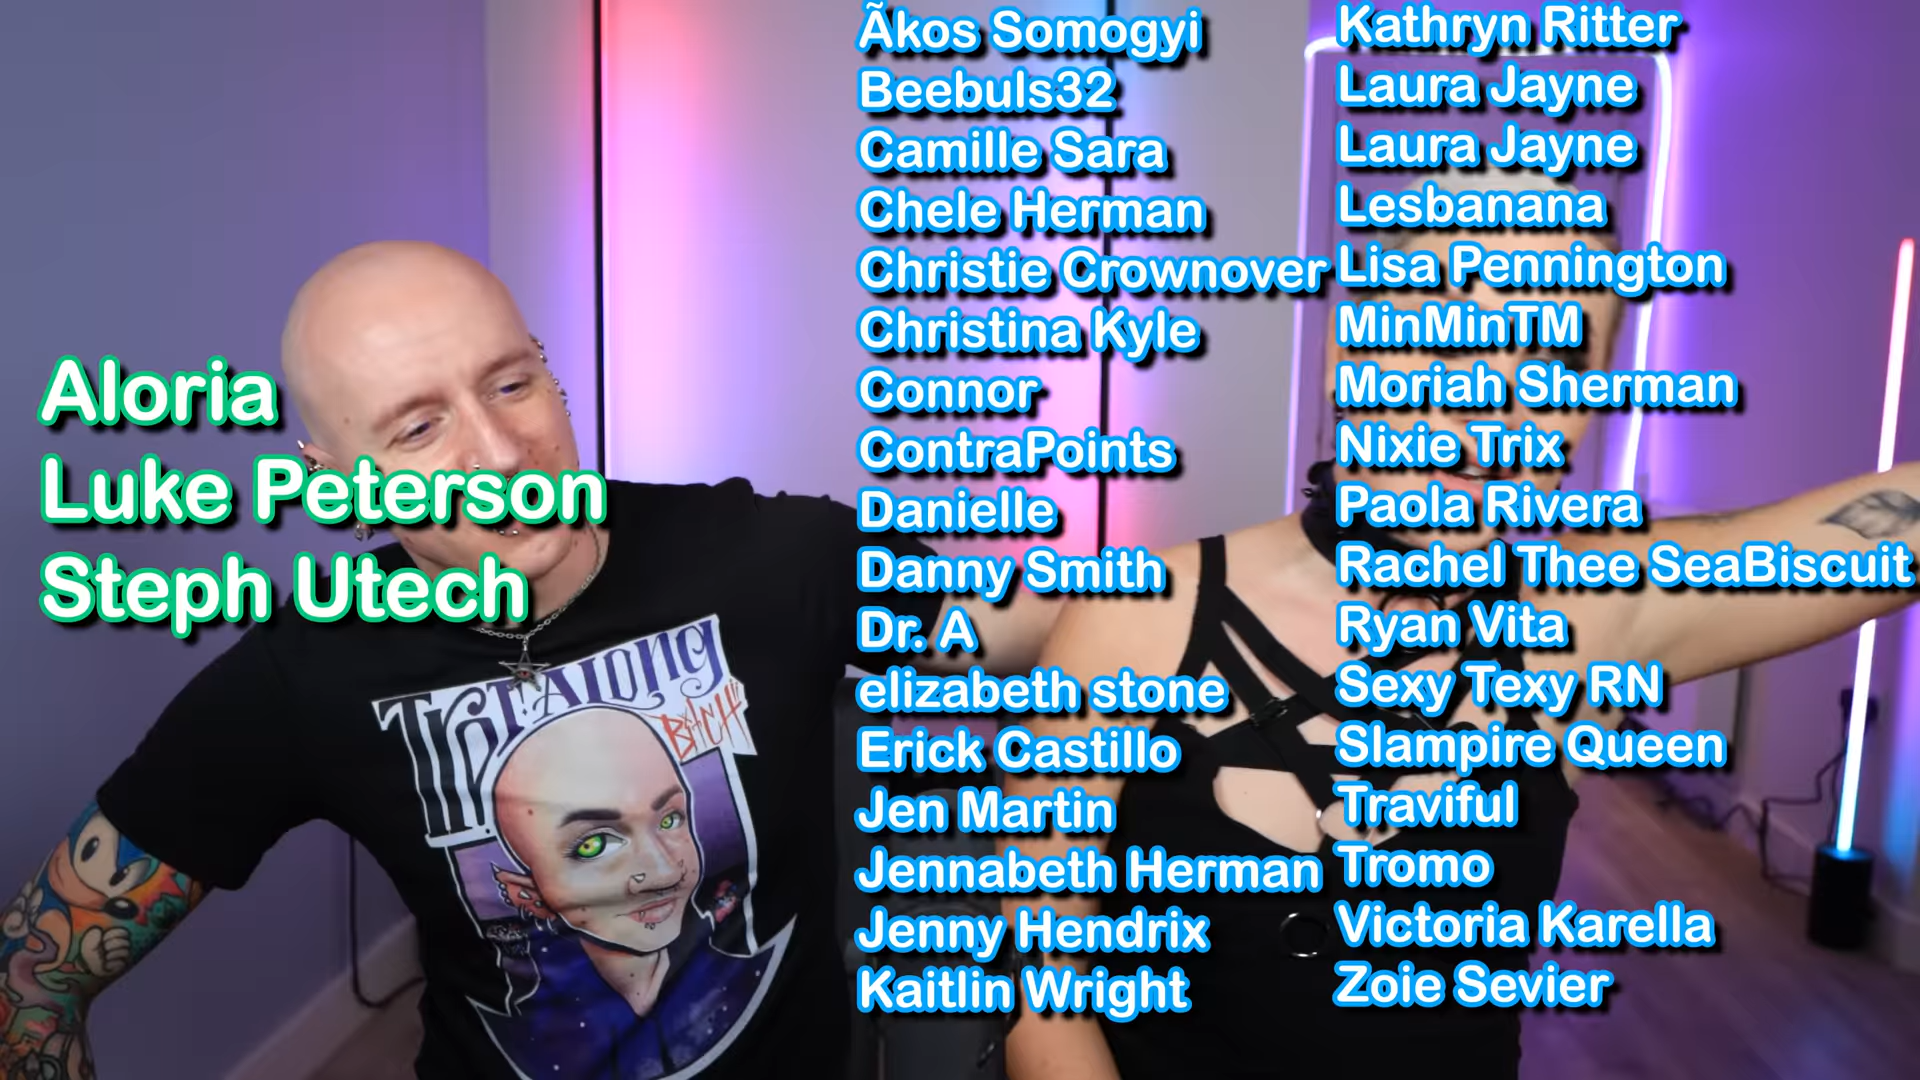 Aloria
Luke Peterson
Steph Utech
TROT ALONG
BITCH
Ãkos Somogyi
Beebuls32
Camille Sara
Chele Herman
Christie Crownover
Christina Kyle
Connor
ContraPoints
Danielle
Danny Smith
Dr. A
elizabeth stone
Erick Castillo
Jen Martin
Jennabeth Herman
Jenny Hendrix
Kaitlin Wright
Kathryn Ritter
Laura Jayne
Laura Jayne
Lesbanana
Lisa Pennington
MinMinTM
Moriah Sherman
Nixie Trix
Paola Rivera
Rachel Thee SeaBiscuit
Ryan Vita
Sexy Texy RN
Slampire Queen
Traviful
Tromo
Victoria Karella
Zoie Sevier